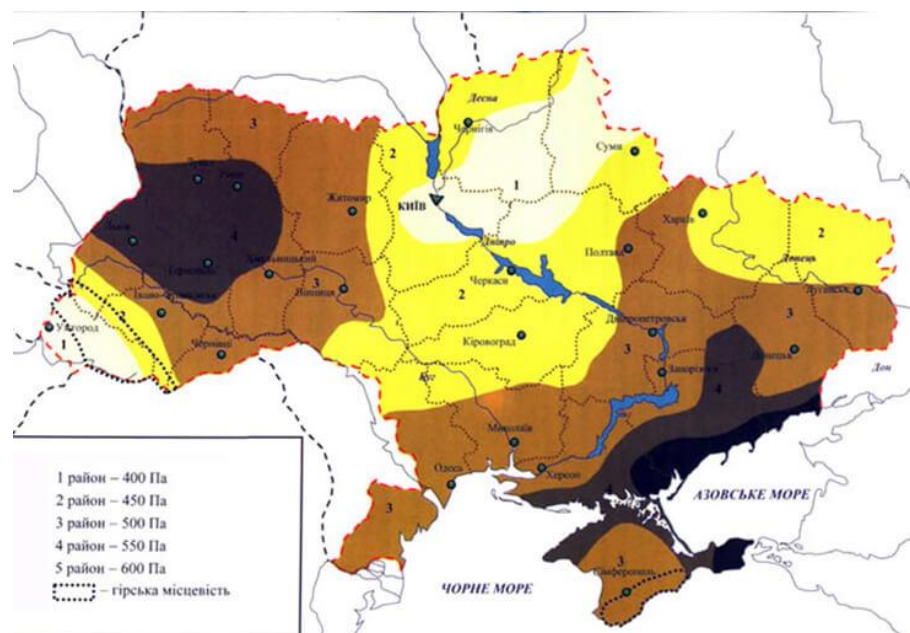 Десна
3
Чернігів
2
Суми
1
Рівне
Житомир
КИЇВ
Харків
2
Львів
4
Дніпро
Полтава
Донець
Тернопіль
Хмельницький
3
Вінниця
Черкаси
2
Луганськ
Івано-Франківськ
2
3
Ужгород
Дніпропетровськ
1
Чернівці
Кіровоград
3
Донецьк
Запоріжжя
Дон
Буг
4
Миколаїв
Одеса
Херсон
4
АЗОВСЬКЕ МОРЕ
3
3
Сімферополь
ЧОРНЕ МОРЕ
1 район – 400 Па
2 район – 450 Па
3 район – 500 Па
4 район – 550 Па
5 район – 600 Па
– гірська місцевість